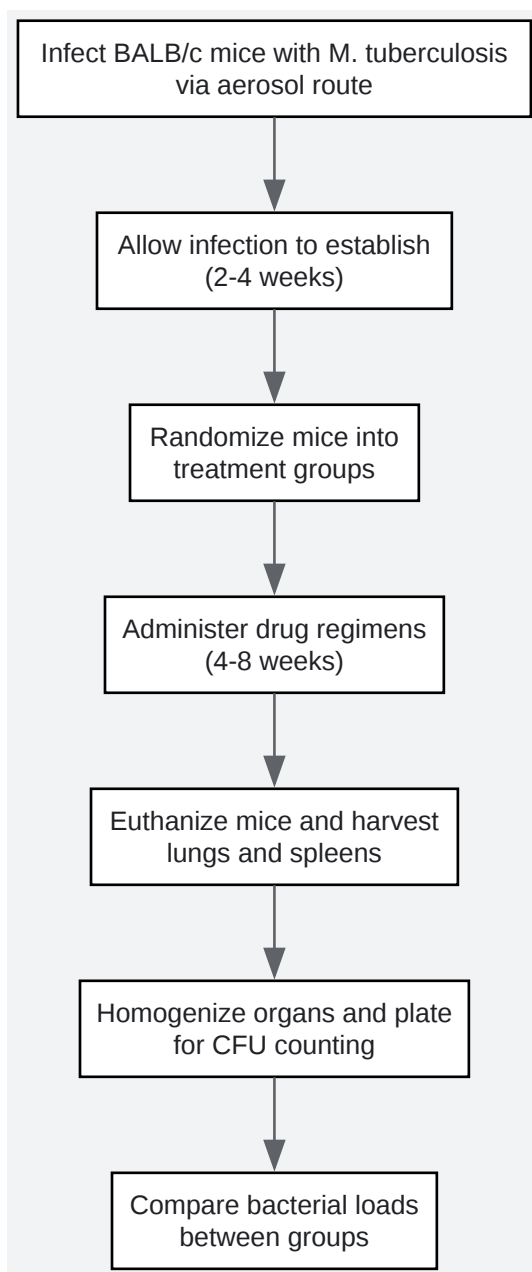 Infect BALB/c mice with M. tuberculosis
via aerosol route
Allow infection to establish
(2-4 weeks)
Randomize mice into
treatment groups
Administer drug regimens
(4-8 weeks)
Euthanize mice and harvest
lungs and spleens
Homogenize organs and plate
for CFU counting
Compare bacterial loads
between groups